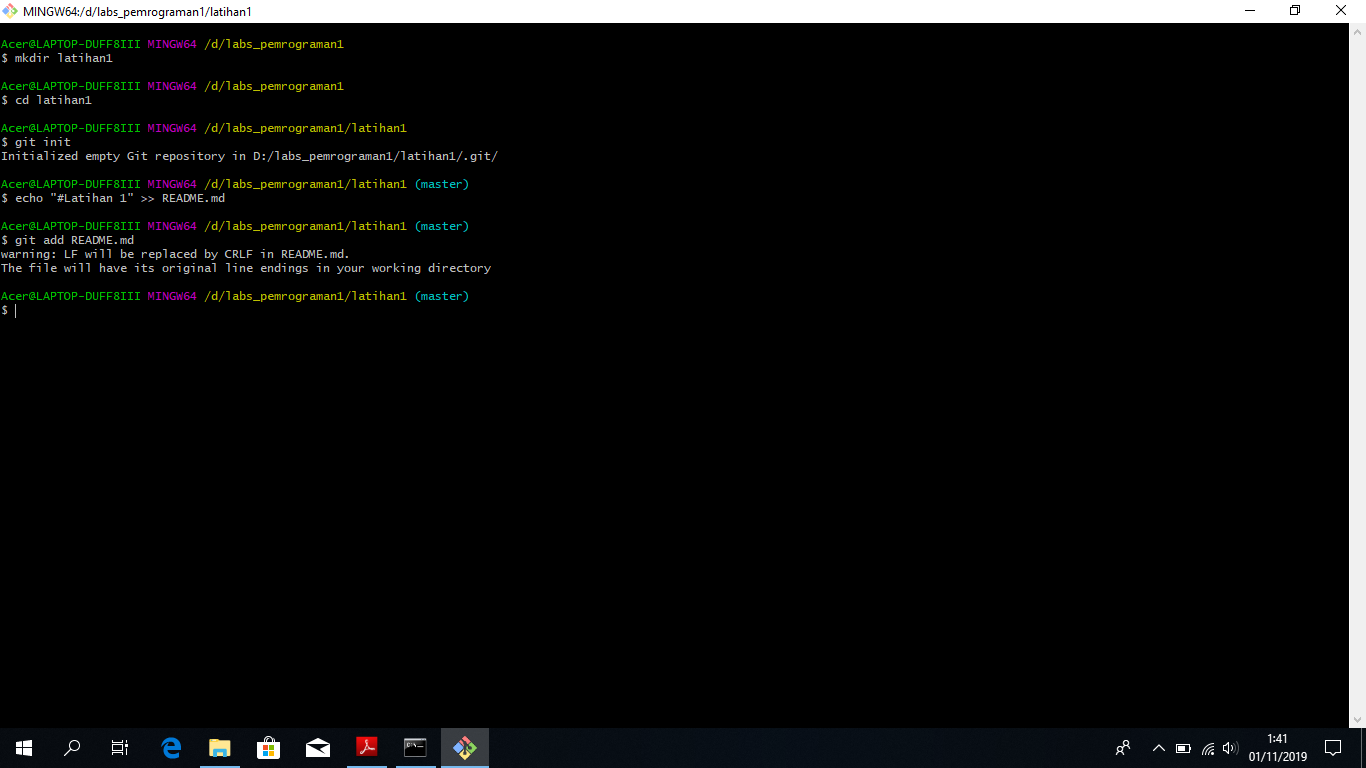 MINGW64:/d/labs_pemrograman1/latihan1
Acer@LAPTOP-DUFF8III MINGW64 /d/labs_pemrograman1
$ mkdir latihan1
Acer@LAPTOP-DUFF8III MINGW64 /d/labs_pemrograman1
$ cd latihan1
Acer@LAPTOP-DUFF8III MINGW64 /d/labs_pemrograman1/latihan1
$ git init
Initialized empty Git repository in D:/labs_pemrograman1/latihan1/.git/
Acer@LAPTOP-DUFF8III MINGW64 /d/labs_pemrograman1/latihan1 (master)
$ echo "#Latihan 1" >> README.md
Acer@LAPTOP-DUFF8III MINGW64 /d/labs_pemrograman1/latihan1 (master)
$ git add README.md
warning: LF will be replaced by CRLF in README.md.
The file will have its original line endings in your working directory
Acer@LAPTOP-DUFF8III MINGW64 /d/labs_pemrograman1/latihan1 (master)
$
1:41
01/11/2019